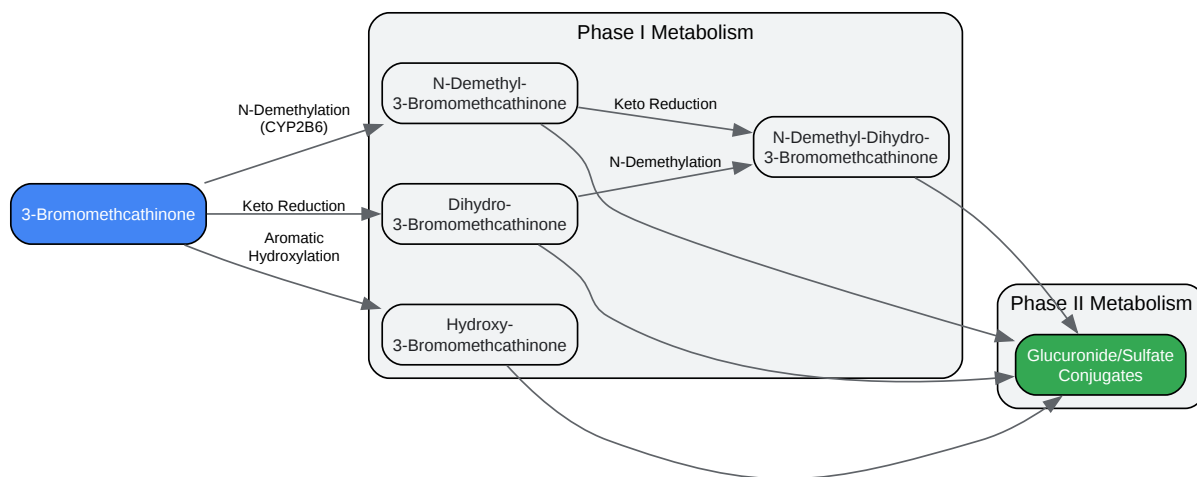 Phase I Metabolism
N-Demethyl-
3-Bromomethcathinone
Keto Reduction
N-Demethylation
(CYP2B6)
N-Demethyl-Dihydro-
3-Bromomethcathinone
N-Demethylation
3-Bromomethcathinone
Keto Reduction
Dihydro-
3-Bromomethcathinone
Aromatic
Hydroxylation
Hydroxy-
3-Bromomethcathinone
Phase II Metabolism
Glucuronide/Sulfate
Conjugates